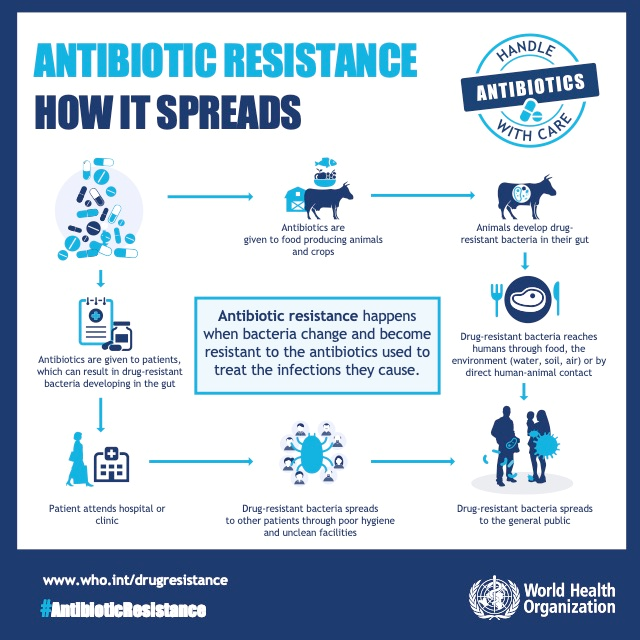 ANTIBIOTIC RESISTANCE
HOW IT SPREADS
HANDLE
ANTIBIOTICS
WITH CARE
Antibiotics are
given to food producing animals
and crops
Animals develop drug-
resistant bacteria in their gut
Antibiotics are given to patients,
which can result in drug-resistant
bacteria developing in the gut
Antibiotic resistance happens
when bacteria change and become
resistant to the antibiotics used to
treat the infections they cause.
Drug-resistant bacteria reaches
humans through food, the
environment (water, soil, air) or by
direct human-animal contact
Patient attends hospital or
clinic
Drug-resistant bacteria spreads
to other patients through poor hygiene
and unclean facilities
Drug-resistant bacteria spreads
to the general public
www.who.int/drugresistance
#AntibioticResistance
World Health
Organization